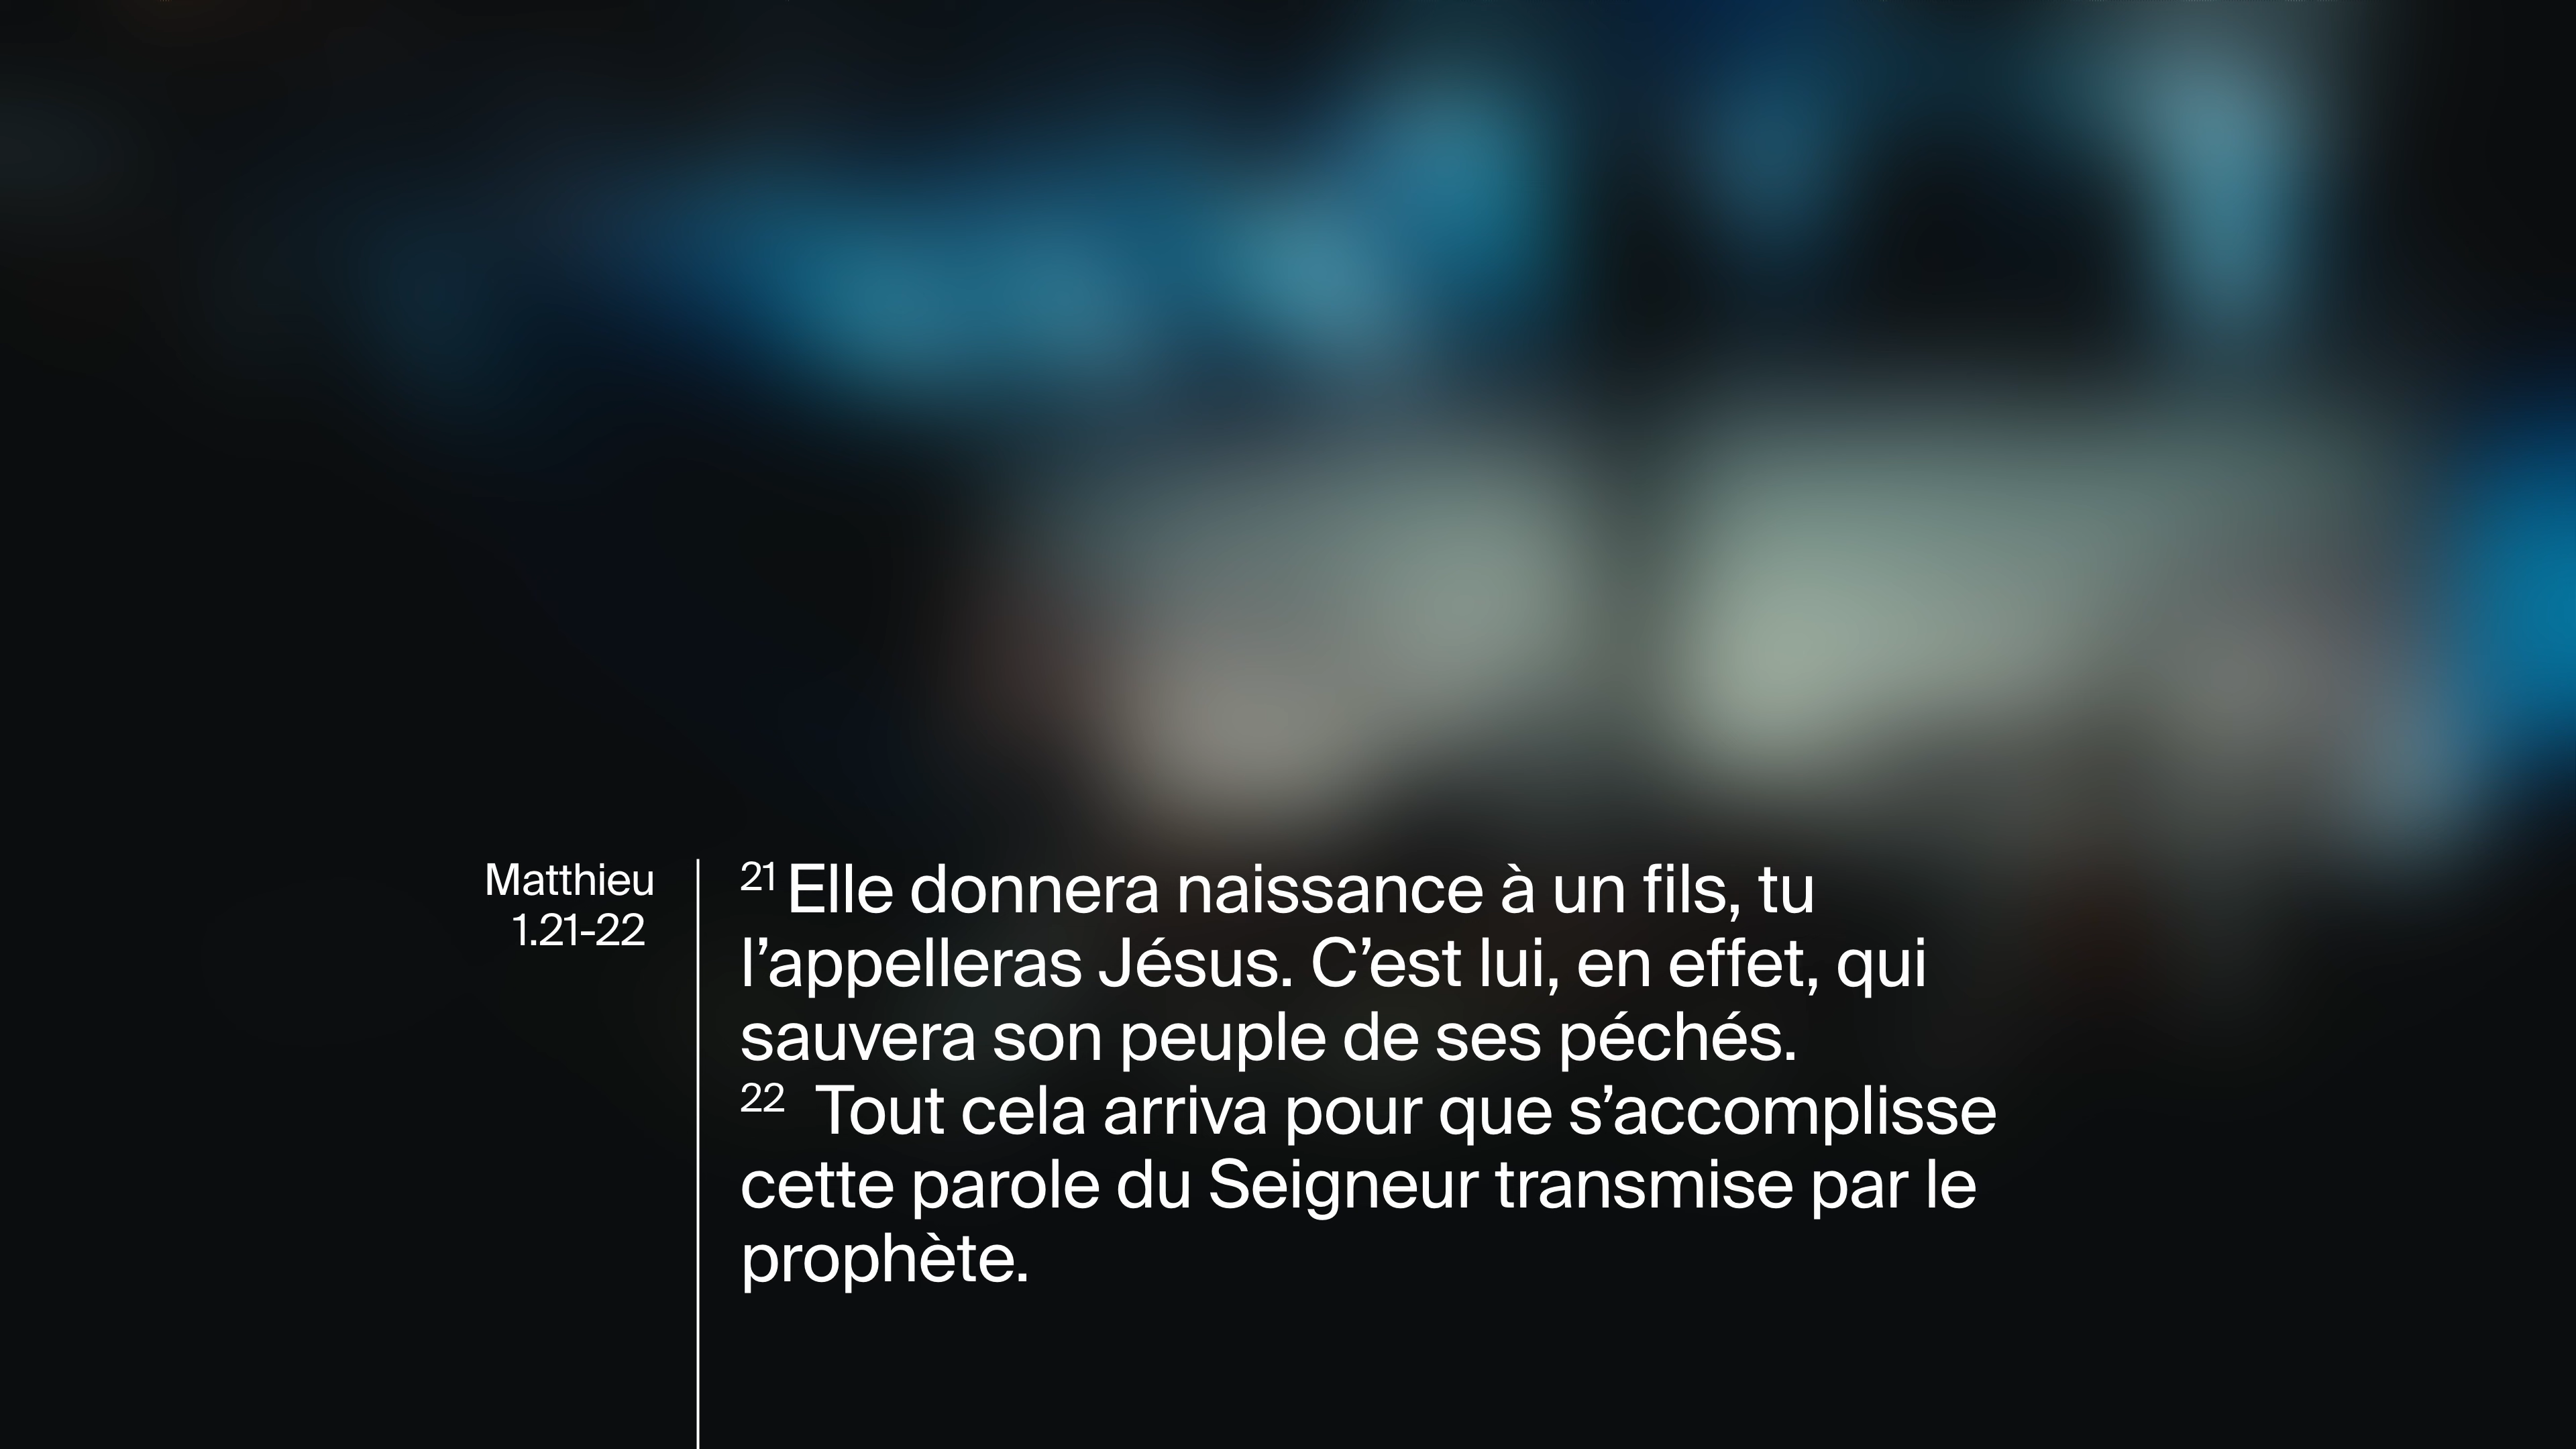 Matthieu
1.21-22
21 Elle donnera naissance à un fils, tu
l’appelleras Jésus. C’est lui, en effet, qui
sauvera son peuple de ses péchés.
22 Tout cela arriva pour que s’accomplisse
cette parole du Seigneur transmise par le
prophète.